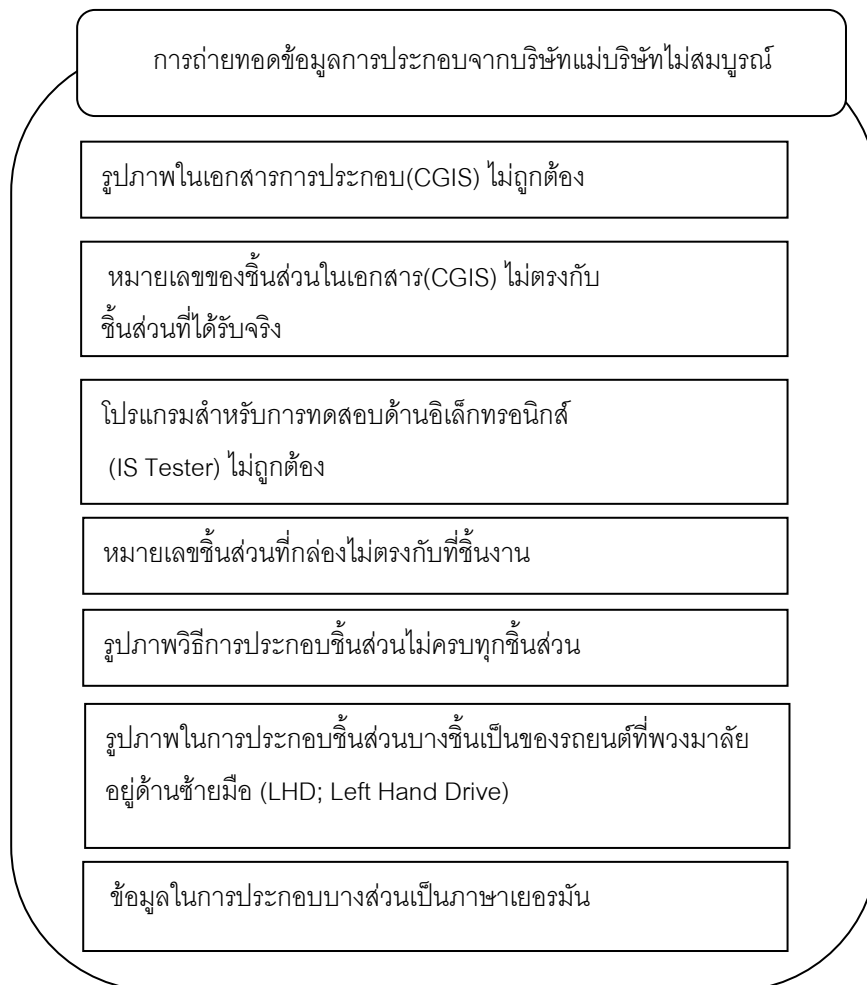 การถ่ายทอดข้อมูลการประกอบจากบริษัทแม่บริษัทไม่สมบูรณ์
รูปภาพในเอกสารการประกอบ(CGIS) ไม่ถูกต้อง
หมายเลขของชิ้นส่วนในเอกสาร(CGIS) ไม่ตรงกับ
ชิ้นส่วนที่ได้รับจริง
โปรแกรมสำหรับการทดสอบด้านอิเล็กทรอนิกส์
(IS Tester) ไม่ถูกต้อง
หมายเลขชิ้นส่วนที่กล่องไม่ตรงกับที่ชิ้นงาน
รูปภาพวิธีการประกอบชิ้นส่วนไม่ครบทุกชิ้นส่วน
รูปภาพในการประกอบชิ้นส่วนบางชิ้นเป็นของรถยนต์ที่พวงมาลัย
อยู่ด้านซ้ายมือ (LHD; Left Hand Drive)
ข้อมูลในการประกอบบางส่วนเป็นภาษาเยอรมัน